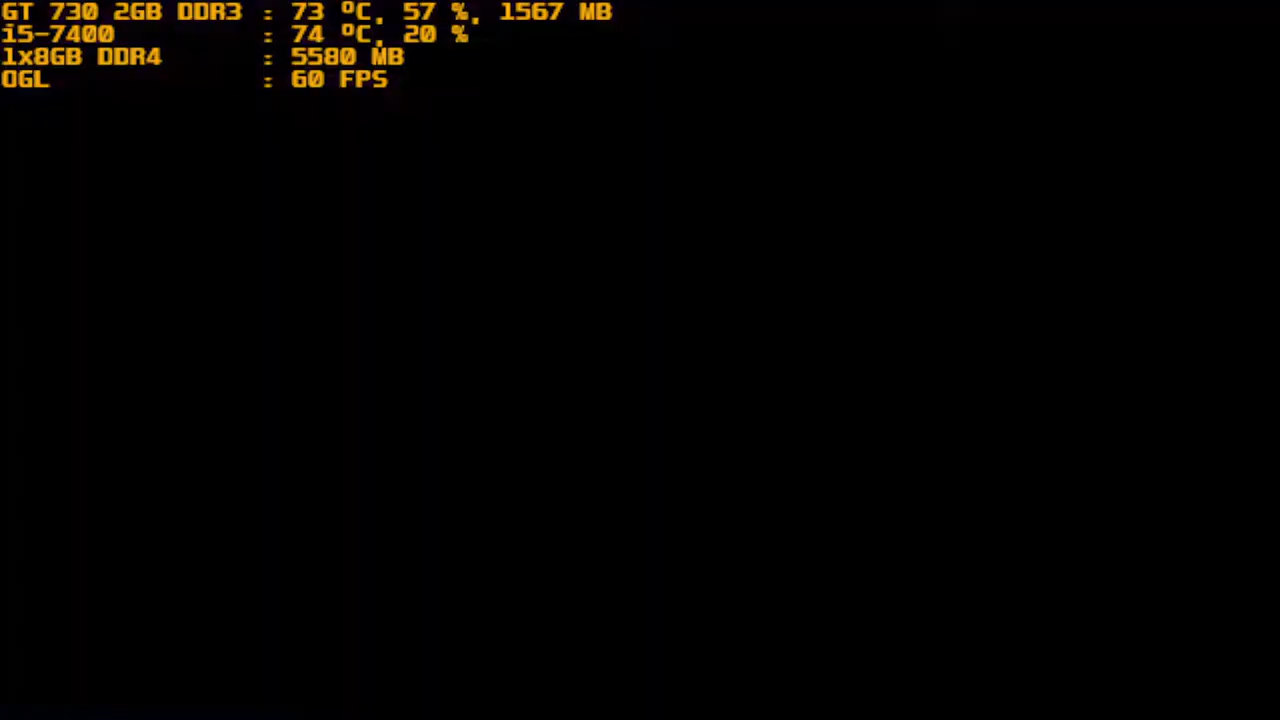 GT 730 2GB DDR3 : 73 ºC, 57 %, 1567 MB
i5-7400 : 74 ºC, 20 %
1x8GB DDR4 : 5580 MB
OGL : 60 FPS